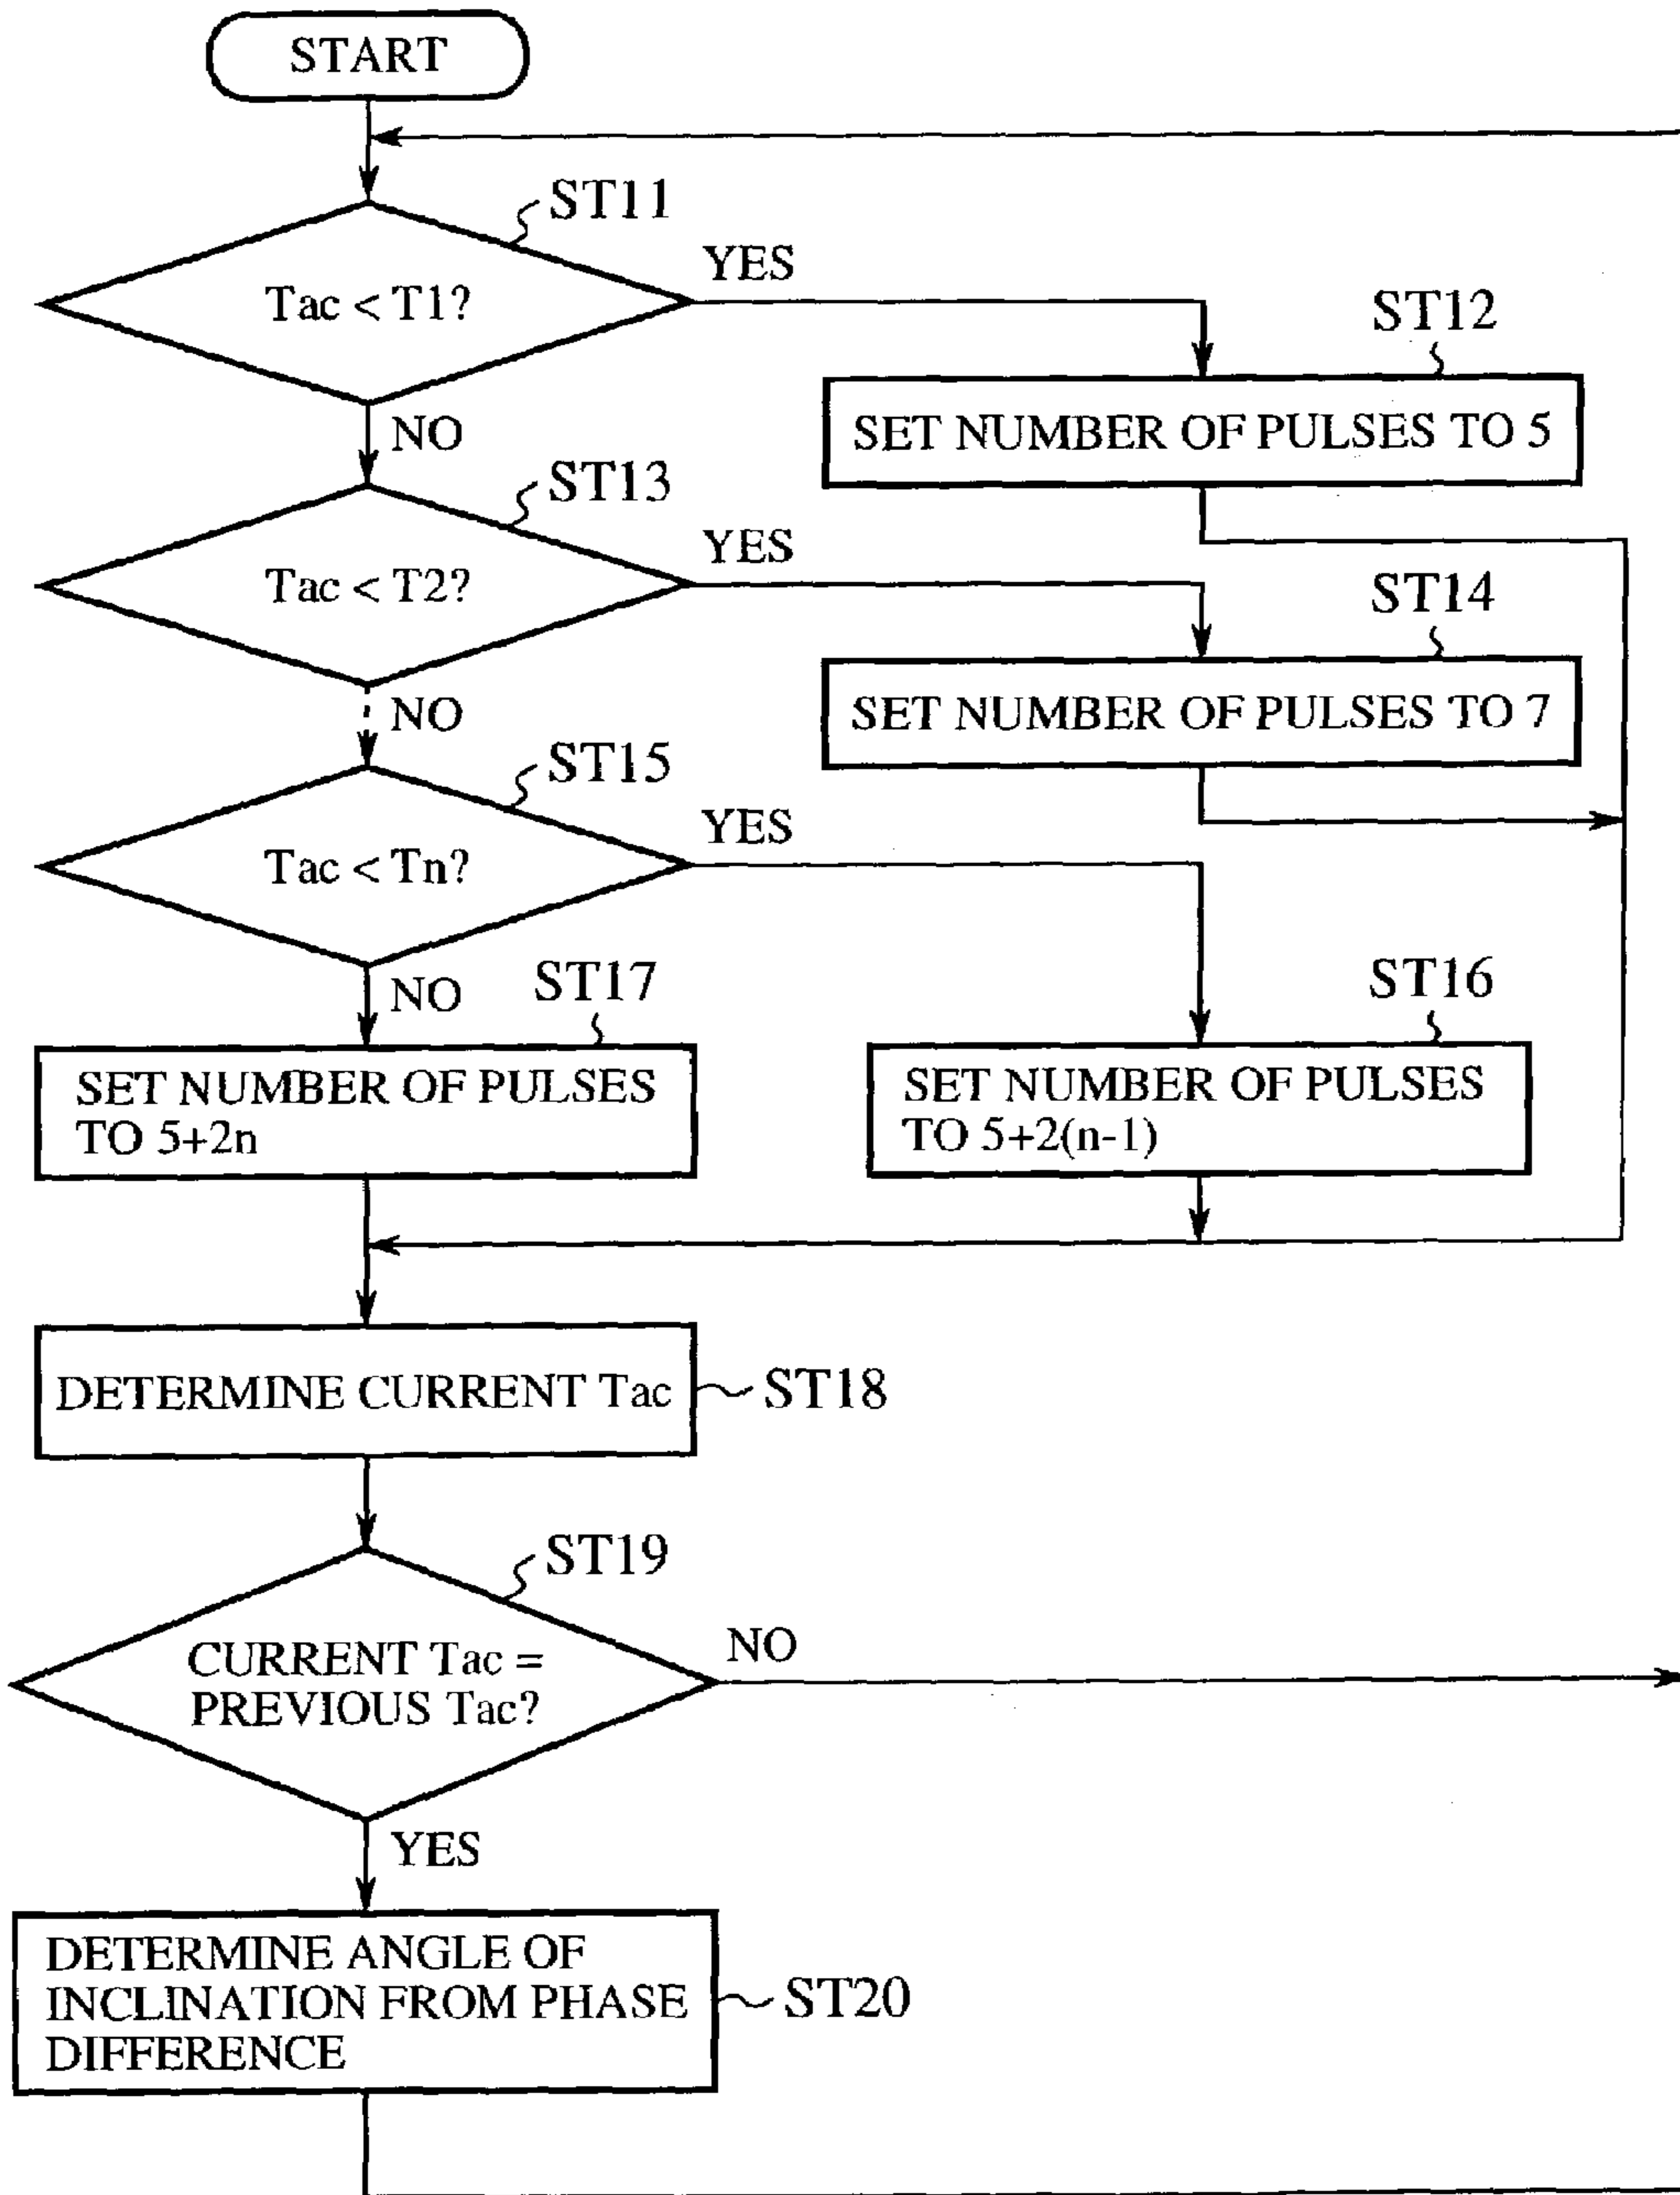 START
ST11
Tac < T1?
YES
ST12
SET NUMBER OF PULSES TO 5
NO
ST13
Tac < T2?
YES
ST14
SET NUMBER OF PULSES TO 7
NO
ST15
Tac < Tn?
YES
NO
ST17
SET NUMBER OF PULSES
TO 5+2n
ST16
SET NUMBER OF PULSES
TO 5+2(n-1)
DETERMINE CURRENT Tac
ST18
ST19
CURRENT Tac =
PREVIOUS Tac?
NO
YES
DETERMINE ANGLE OF
INCLINATION FROM PHASE
DIFFERENCE
ST20